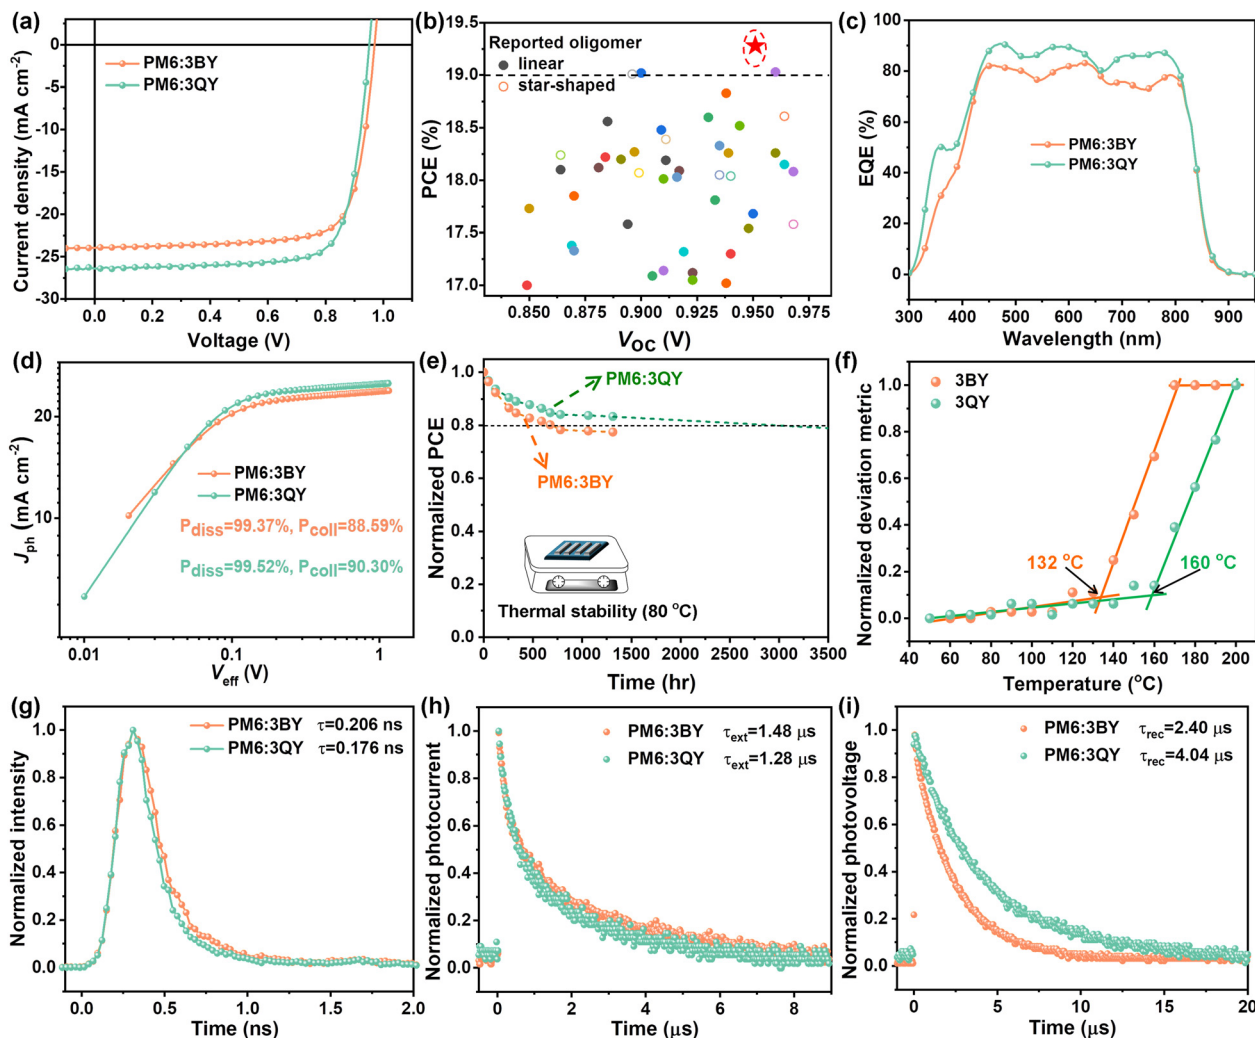 (a)
PM6:3BY
PM6:3QY
0
-5
-10
-15
-20
-25
-30
Current density (mA cm⁻²)
0.0 0.2 0.4 0.6 0.8 1.0
Voltage (V)
(b)
Reported oligomer
linear
star-shaped
19.5
19.0
18.5
18.0
17.5
17.0
PCE (%)
0.850 0.875 0.900 0.925 0.950 0.975
VOC (V)
(c)
PM6:3BY
PM6:3QY
100
80
60
40
20
0
EQE (%)
300 400 500 600 700 800 900
Wavelength (nm)
(d)
20
10
Jph (mA cm⁻²)
PM6:3BY
PM6:3QY
Pdiss=99.37%, Pcoll=88.59%
Pdiss=99.52%, Pcoll=90.30%
0.01 0.1 1
Veff (V)
(e)
1.0
0.8
0.6
0.4
0.2
0.0
Normalized PCE
PM6:3QY
PM6:3BY
Thermal stability (80 °C)
0 500 1000 1500 2000 2500 3000 3500
Time (hr)
(f)
3BY
3QY
1.0
0.8
0.6
0.4
0.2
0.0
Normalized deviation metric
132 °C
160 °C
40 60 80 100 120 140 160 180 200
Temperature (°C)
(g)
PM6:3BY τ=0.206 ns
PM6:3QY τ=0.176 ns
1.0
0.8
0.6
0.4
0.2
0.0
Normalized intensity
0.0 0.5 1.0 1.5 2.0
Time (ns)
(h)
PM6:3BY τext=1.48 μs
PM6:3QY τext=1.28 μs
1.0
0.8
0.6
0.4
0.2
0.0
Normalized photocurrent
0 2 4 6 8
Time (μs)
(i)
PM6:3BY τrec=2.40 μs
PM6:3QY τrec=4.04 μs
1.0
0.8
0.6
0.4
0.2
0.0
Normalized photovoltage
0 5 10 15 20
Time (μs)